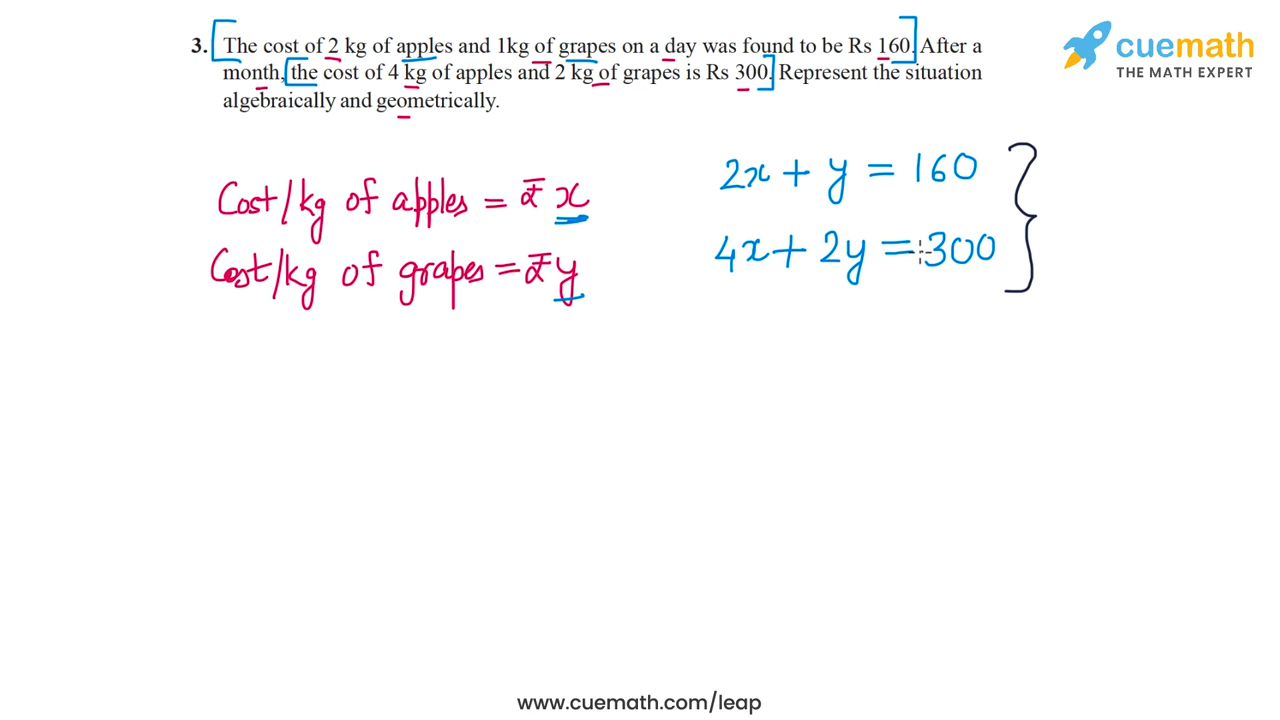 3. The cost of 2 kg of apples and 1kg of grapes on a day was found to be Rs 160. After a
month, the cost of 4 kg of apples and 2 kg of grapes is Rs 300. Represent the situation
algebraically and geometrically.
cuemath
THE MATH EXPERT
Cost/kg of apples = ₹ x
Cost/kg of grapes = ₹ y
2x + y = 160
4x + 2y = 300
www.cuemath.com/leap